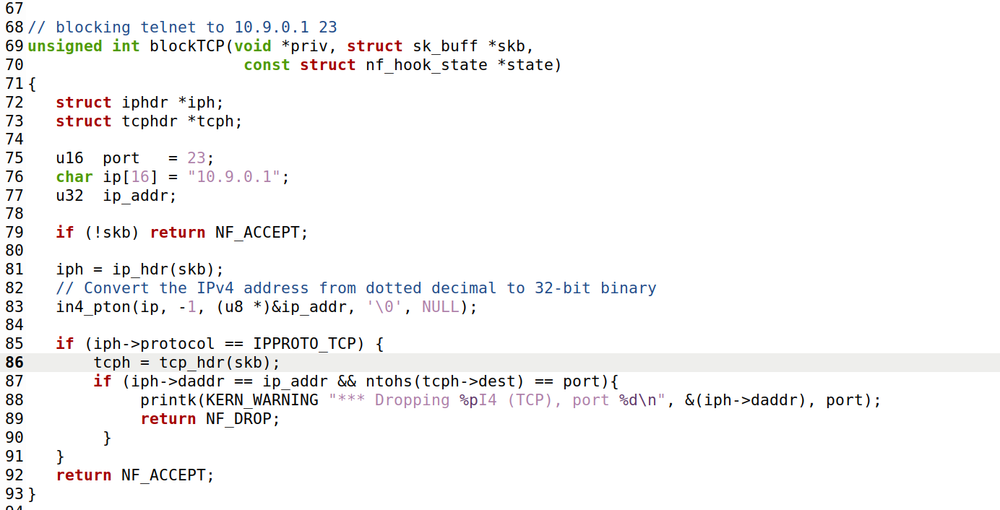 67
68 // blocking telnet to 10.9.0.1 23
69 unsigned int blockTCP(void *priv, struct sk_buff *skb,
70                        const struct nf_hook_state *state)
71 {
72    struct iphdr *iph;
73    struct tcphdr *tcph;
74
75    u16  port   = 23;
76    char ip[16] = "10.9.0.1";
77    u32  ip_addr;
78
79    if (!skb) return NF_ACCEPT;
80
81    iph = ip_hdr(skb);
82    // Convert the IPv4 address from dotted decimal to 32-bit binary
83    in4_pton(ip, -1, (u8 *)&ip_addr, '\0', NULL);
84
85    if (iph->protocol == IPPROTO_TCP) {
86        tcph = tcp_hdr(skb);
87        if (iph->daddr == ip_addr && ntohs(tcph->dest) == port){
88             printk(KERN_WARNING "*** Dropping %pI4 (TCP), port %d\n", &(iph->daddr), port);
89             return NF_DROP;
90         }
91    }
92    return NF_ACCEPT;
93 }